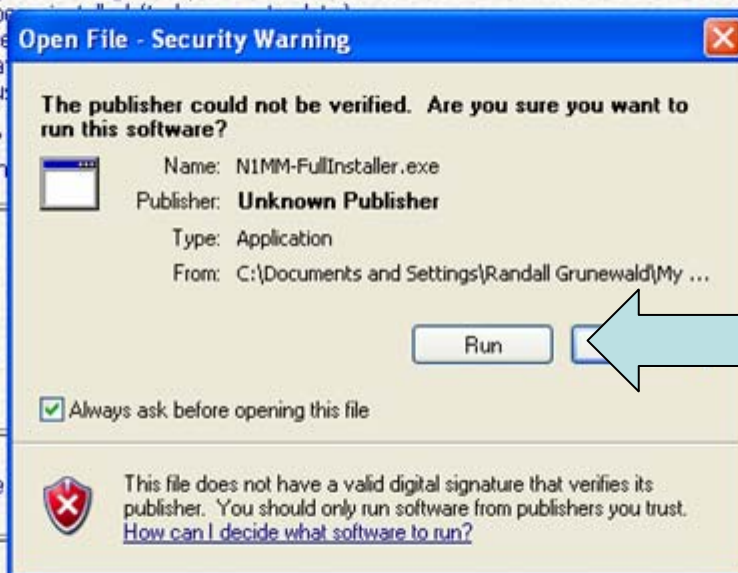 Open File - Security Warning
The publisher could not be verified. Are you sure you want to
run this software?
Name: N1MM-FullInstaller.exe
Publisher: Unknown Publisher
Type: Application
From: C:\Documents and Settings\Randall Grunewald\My ...
Run
Always ask before opening this file
This file does not have a valid digital signature that verifies its
publisher. You should only run software from publishers you trust.
How can I decide what software to run?